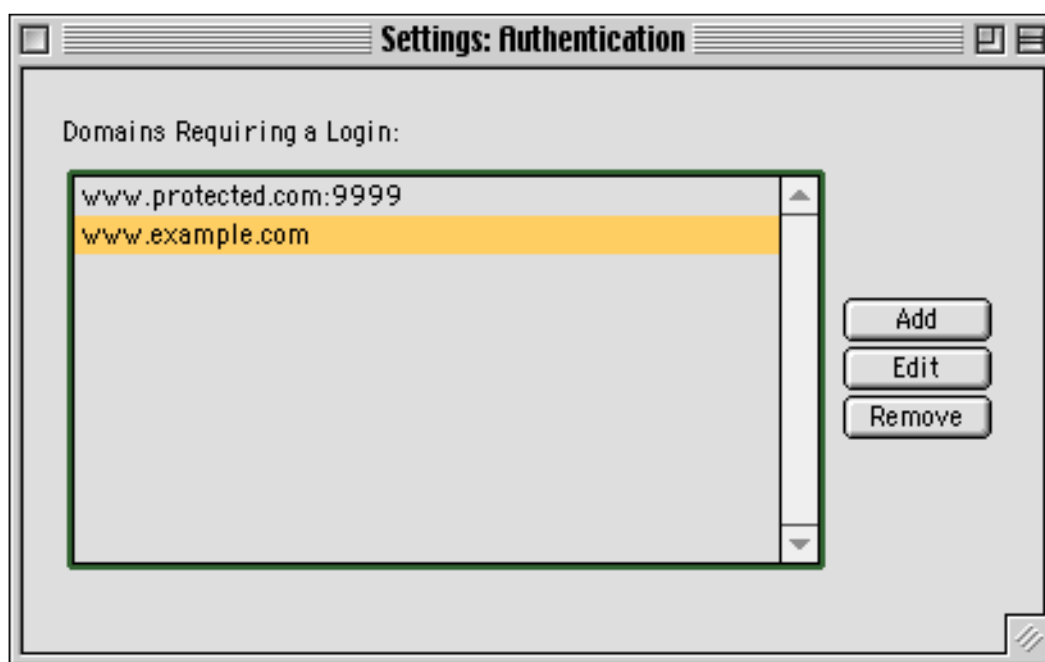 Settings: Authentication
Domains Requiring a Login:
www.protected.com:9999
www.example.com
Add
Edit
Remove